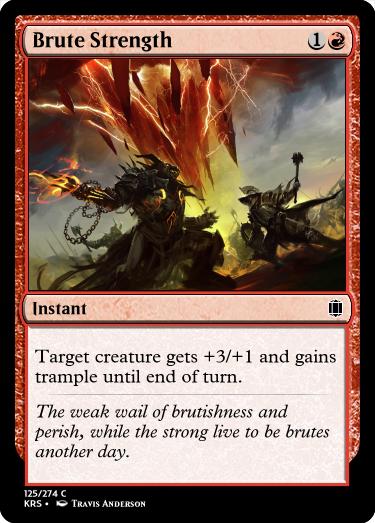 Brute Strength 1
Instant
Target creature gets +3/+1 and gains
trample until end of turn.
The weak wail of brutishness and
perish, while the strong live to be brutes
another day.
125/274 C
KRS • Travis Anderson